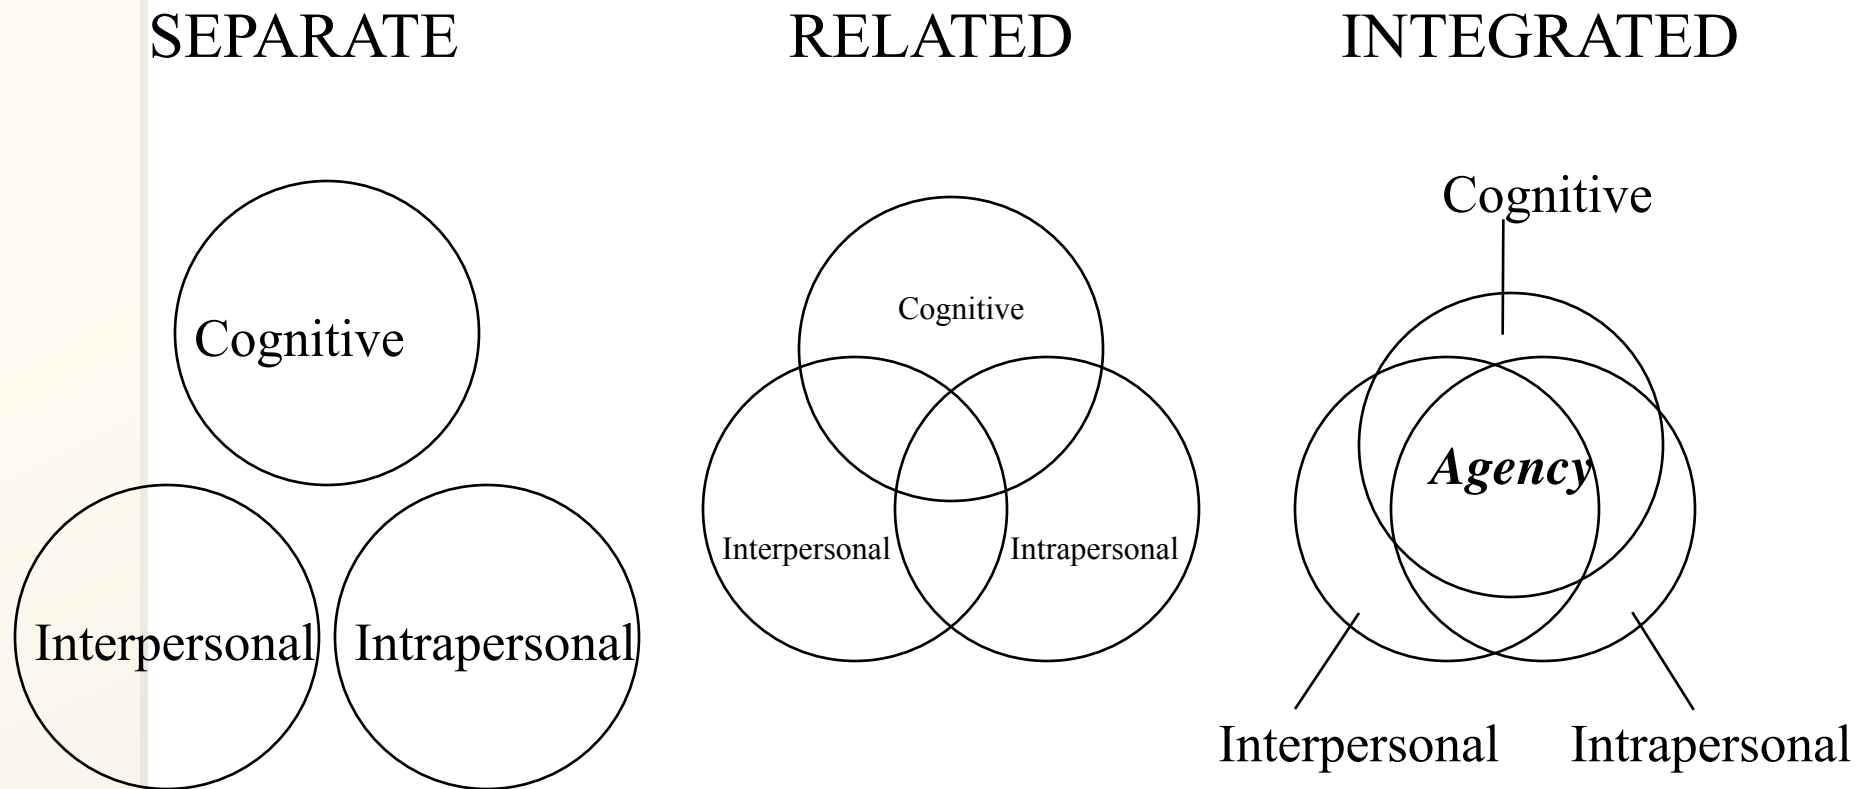 SEPARATE
RELATED
INTEGRATED
Cognitive
Interpersonal
Intrapersonal
Cognitive
Interpersonal
Intrapersonal
Cognitive
Agency
Interpersonal
Intrapersonal